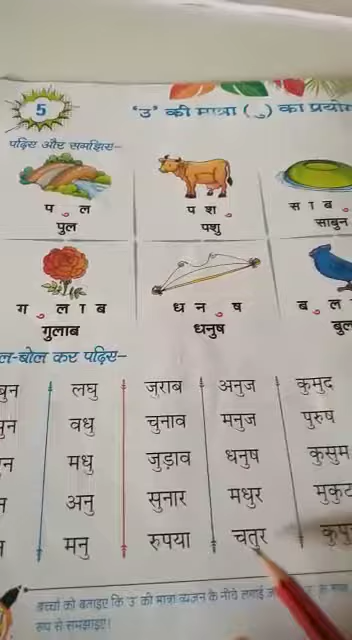 5
'उ' की मात्रा ( ु ) का प्रयोग
पढ़िए और समझिए–
प ु ल
प श ु
स ा ब ु
पुल
पशु
साबुन
ग ु ल ा ब
ध न ु ष
ब ु ल
गुलाब
धनुष
बुल
ल-बोल कर पढ़िए–
लघु जुराब अनुज कुमुद
वधु चुनाव मनुज पुरुष
मधु जुड़ाव धनुष कुसुम
अनु सुनार मधुर मुकुट
मनु रुपया चतुर
बच्चों को बताइए कि 'उ' की मात्रा व्यंजन के नीचे लगाई
रूप से समझाइए।